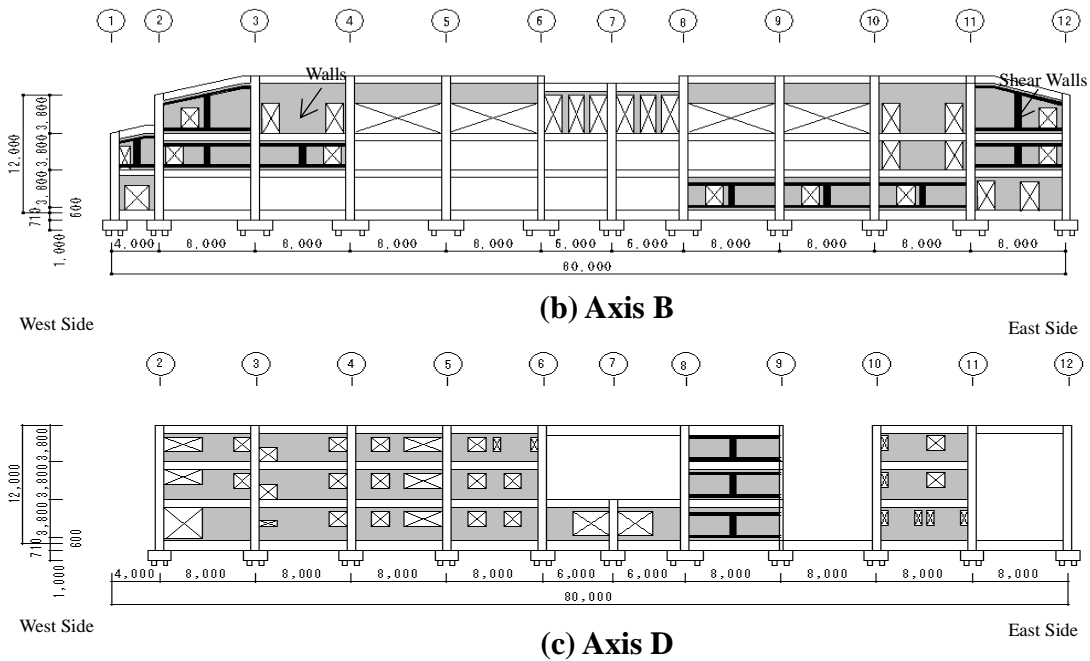 1 2 3 4 5 6 7 8 9 10 11 12
Walls
Shear Walls
12,000
3,800
3,800
3,800
600
710
1,000
4,000 8,000 8,000 8,000 8,000 6,000 6,000 8,000 8,000 8,000 8,000
80,000
(b) Axis B
West Side
East Side
2 3 4 5 6 7 8 9 10 11 12
12,000
3,800
3,800
3,800
600
710
1,000
4,000 8,000 8,000 8,000 8,000 6,000 6,000 8,000 8,000 8,000 8,000
80,000
West Side
East Side
(c) Axis D